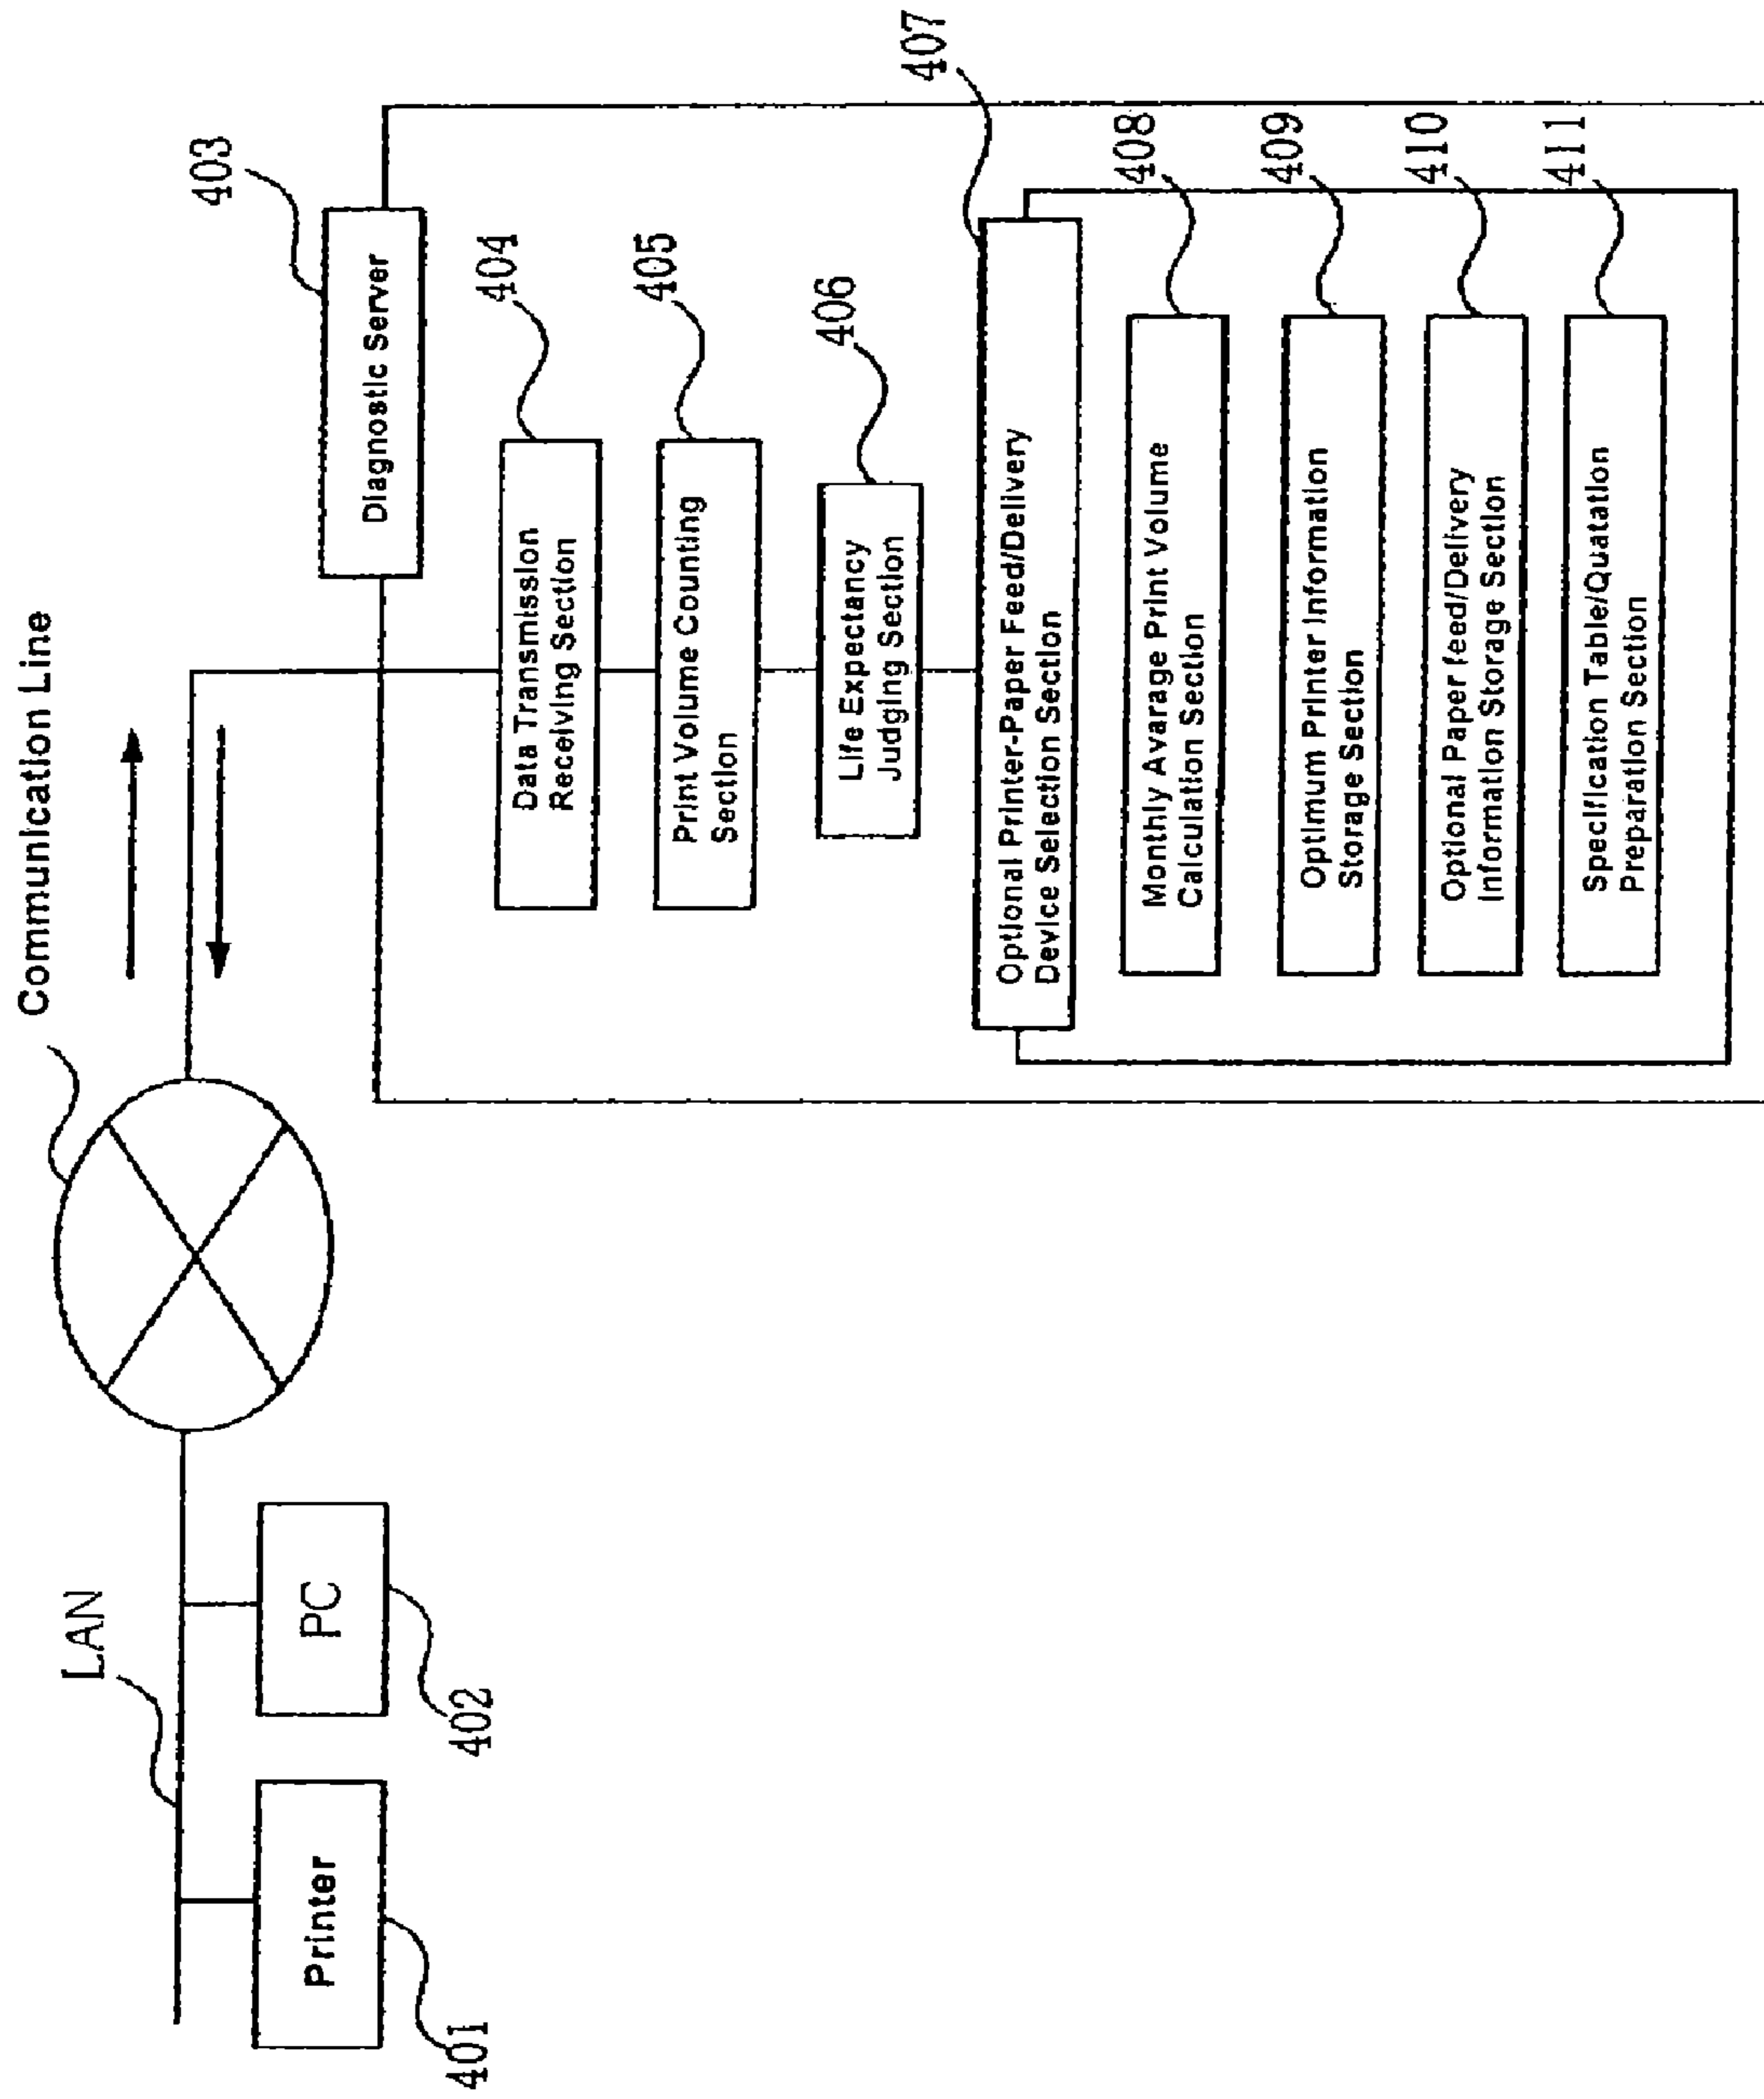 Communication Line
LAN
Printer
401
PC
402
Diagnostic Server
403
Data Transmission
Receiving Section
404
Print Volume Counting
Section
405
Life Expectancy
Judging Section
406
Optional Printer-Paper Feed/Delivery
Device Selection Section
407
Monthly Avarage Print Volume
Calculation Section
408
Optimum Printer Information
Storage Section
409
Optional Paper feed/Delivery
Information Storage Section
410
Specification Table/Quatation
Preparation Section
411